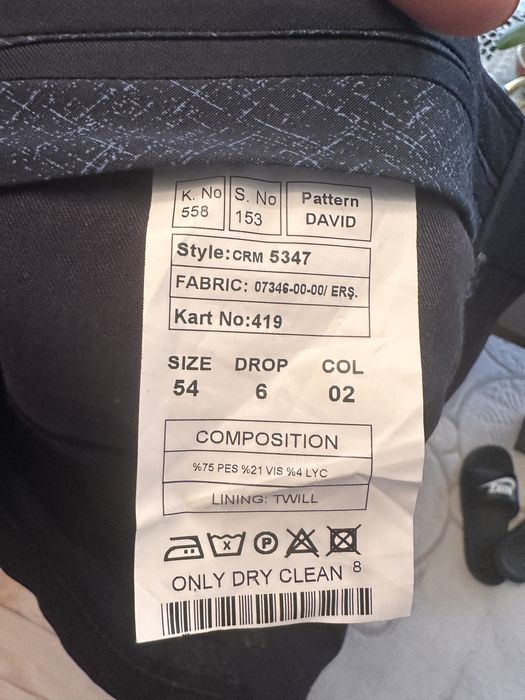 K. No S. No Pattern
558 153 DAVID
Style:CRM 5347
FABRIC: 07346-00-00/ ERŞ.
Kart No:419
SIZE DROP COL
54 6 02
COMPOSITION
%75 PES %21 VIS %4 LYC
LINING: TWILL
P
ONLY DRY CLEAN 8